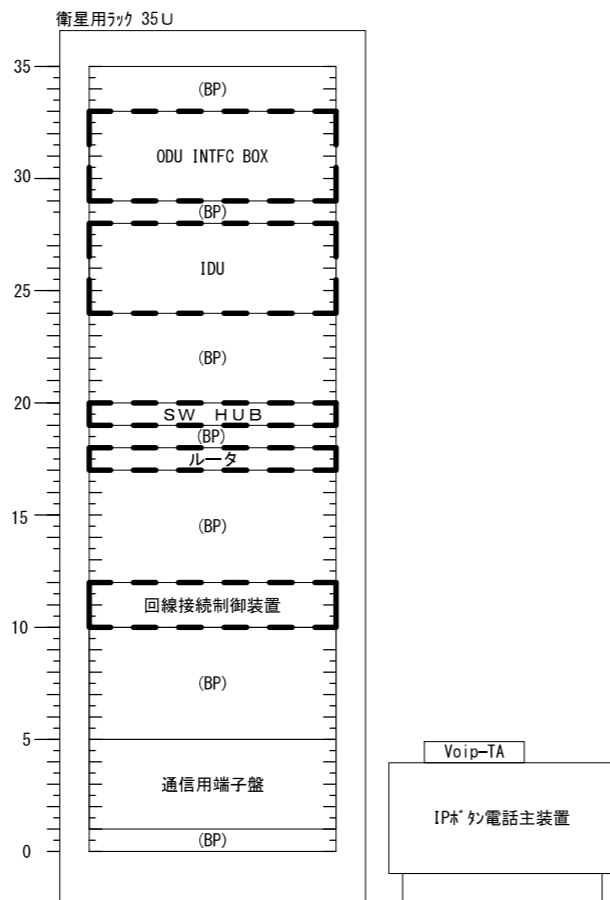 衛星用ﾗｯｸ 35U
35
(BP)
ODU INTFC BOX
30
(BP)
IDU
25
(BP)
20
SW HUB
(BP)
ルータ
15
(BP)
回線接続制御装置
10
(BP)
5
Voip-TA
通信用端子盤
IPﾎﾞﾀﾝ電話主装置
(BP)
0